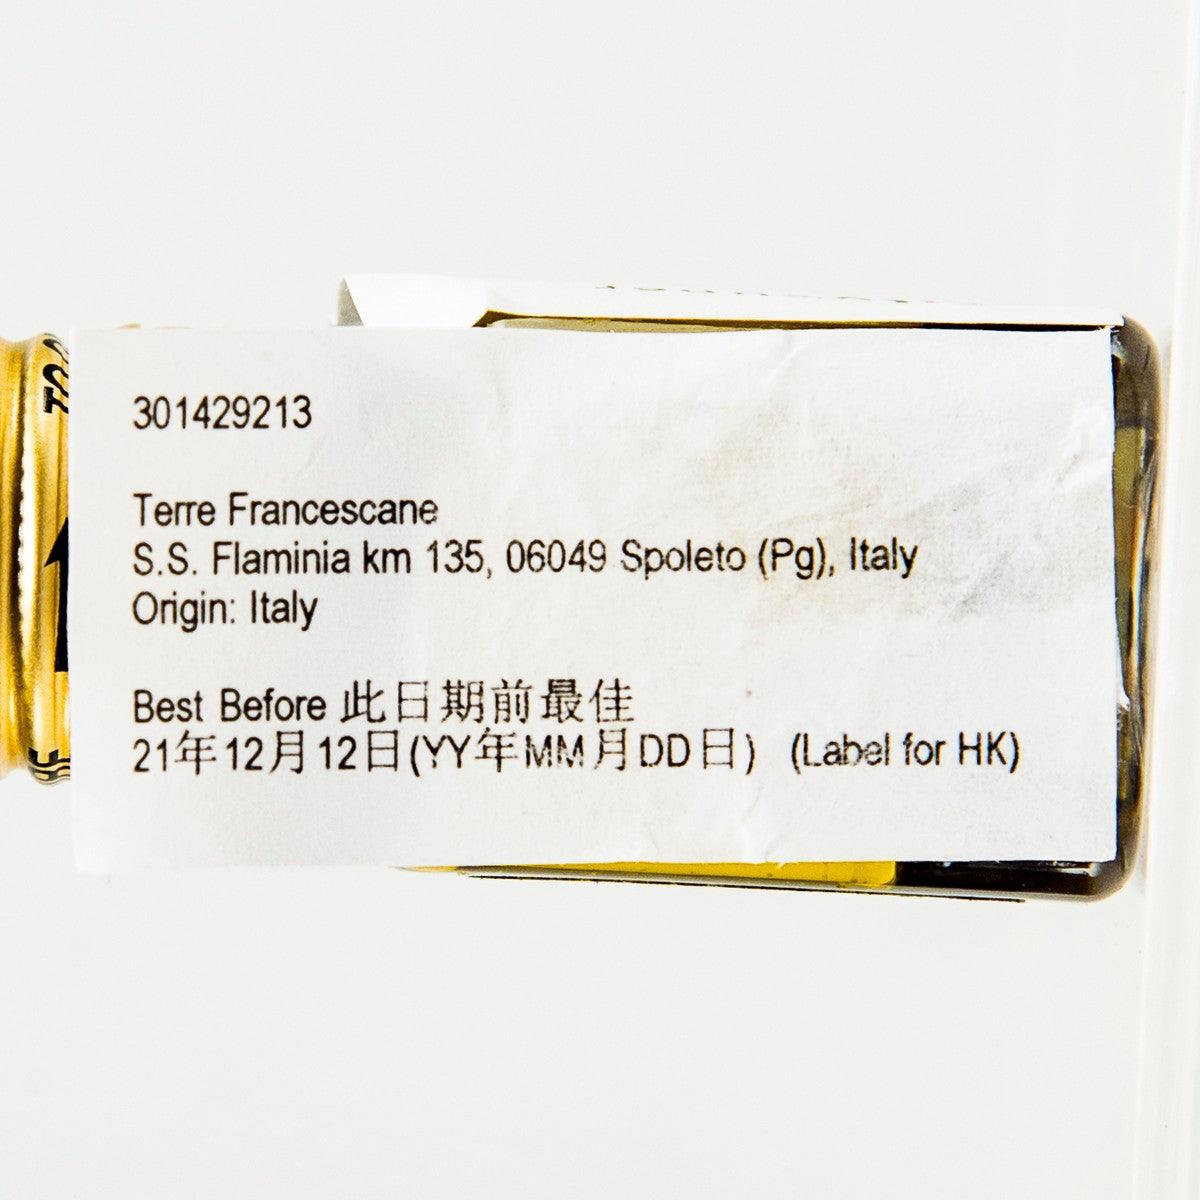 301429213
Terre Francescane
S.S. Flaminia km 135, 06049 Spoleto (Pg), Italy
Origin: Italy
Best Before 此日期前最佳
21年12月12日(YY年MM月DD日) (Label for HK)